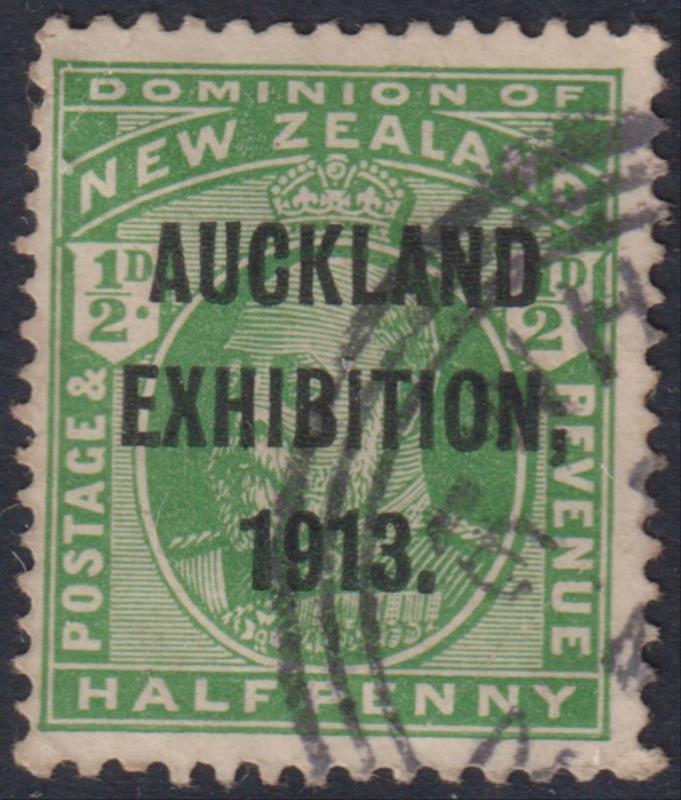 DOMINION OF
NEW ZEALAND
½D.
½D
AUCKLAND
EXHIBITION,
1913.
POSTAGE &
REVENUE
HALFPENNY